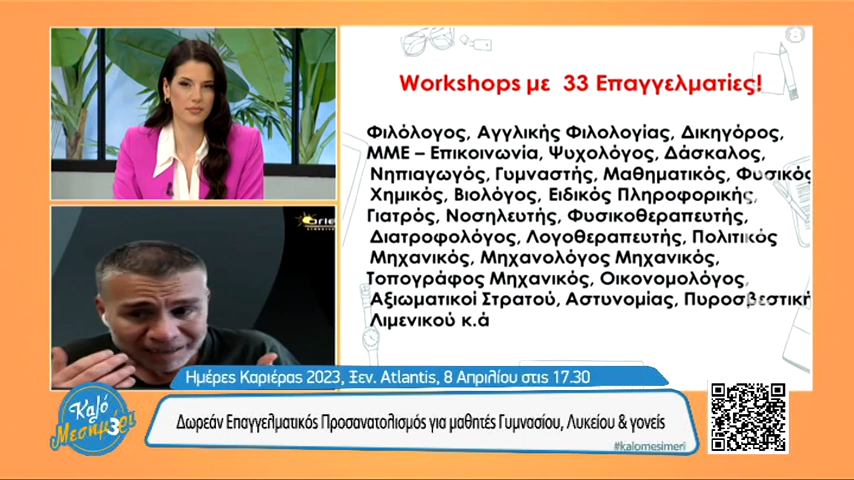 Workshops με 33 Επαγγελματίες!
Φιλόλογος, Αγγλικής Φιλολογίας, Δικηγόρος,
ΜΜΕ – Επικοινωνία, Ψυχολόγος, Δάσκαλος,
Νηπιαγωγός, Γυμναστής, Μαθηματικός, Φυσικός
Χημικός, Βιολόγος, Ειδικός Πληροφορικής,
Γιατρός, Νοσηλευτής, Φυσικοθεραπευτής,
Διατροφολόγος, Λογοθεραπευτής, Πολιτικός
Μηχανικός, Μηχανολόγος Μηχανικός,
Τοπογράφος Μηχανικός, Οικονομολόγος,
Αξιωματικοί Στρατού, Αστυνομίας, Πυροσβεστική
Λιμενικού κ.ά
Ημέρες Καριέρας 2023, Ξεν. Atlantis, 8 Απριλίου στις 17.30
Δωρεάν Επαγγελματικός Προσανατολισμός για μαθητές Γυμνασίου, Λυκείου & γονείς
#kalomesimeri
Καλό
Μεσημέρι
3